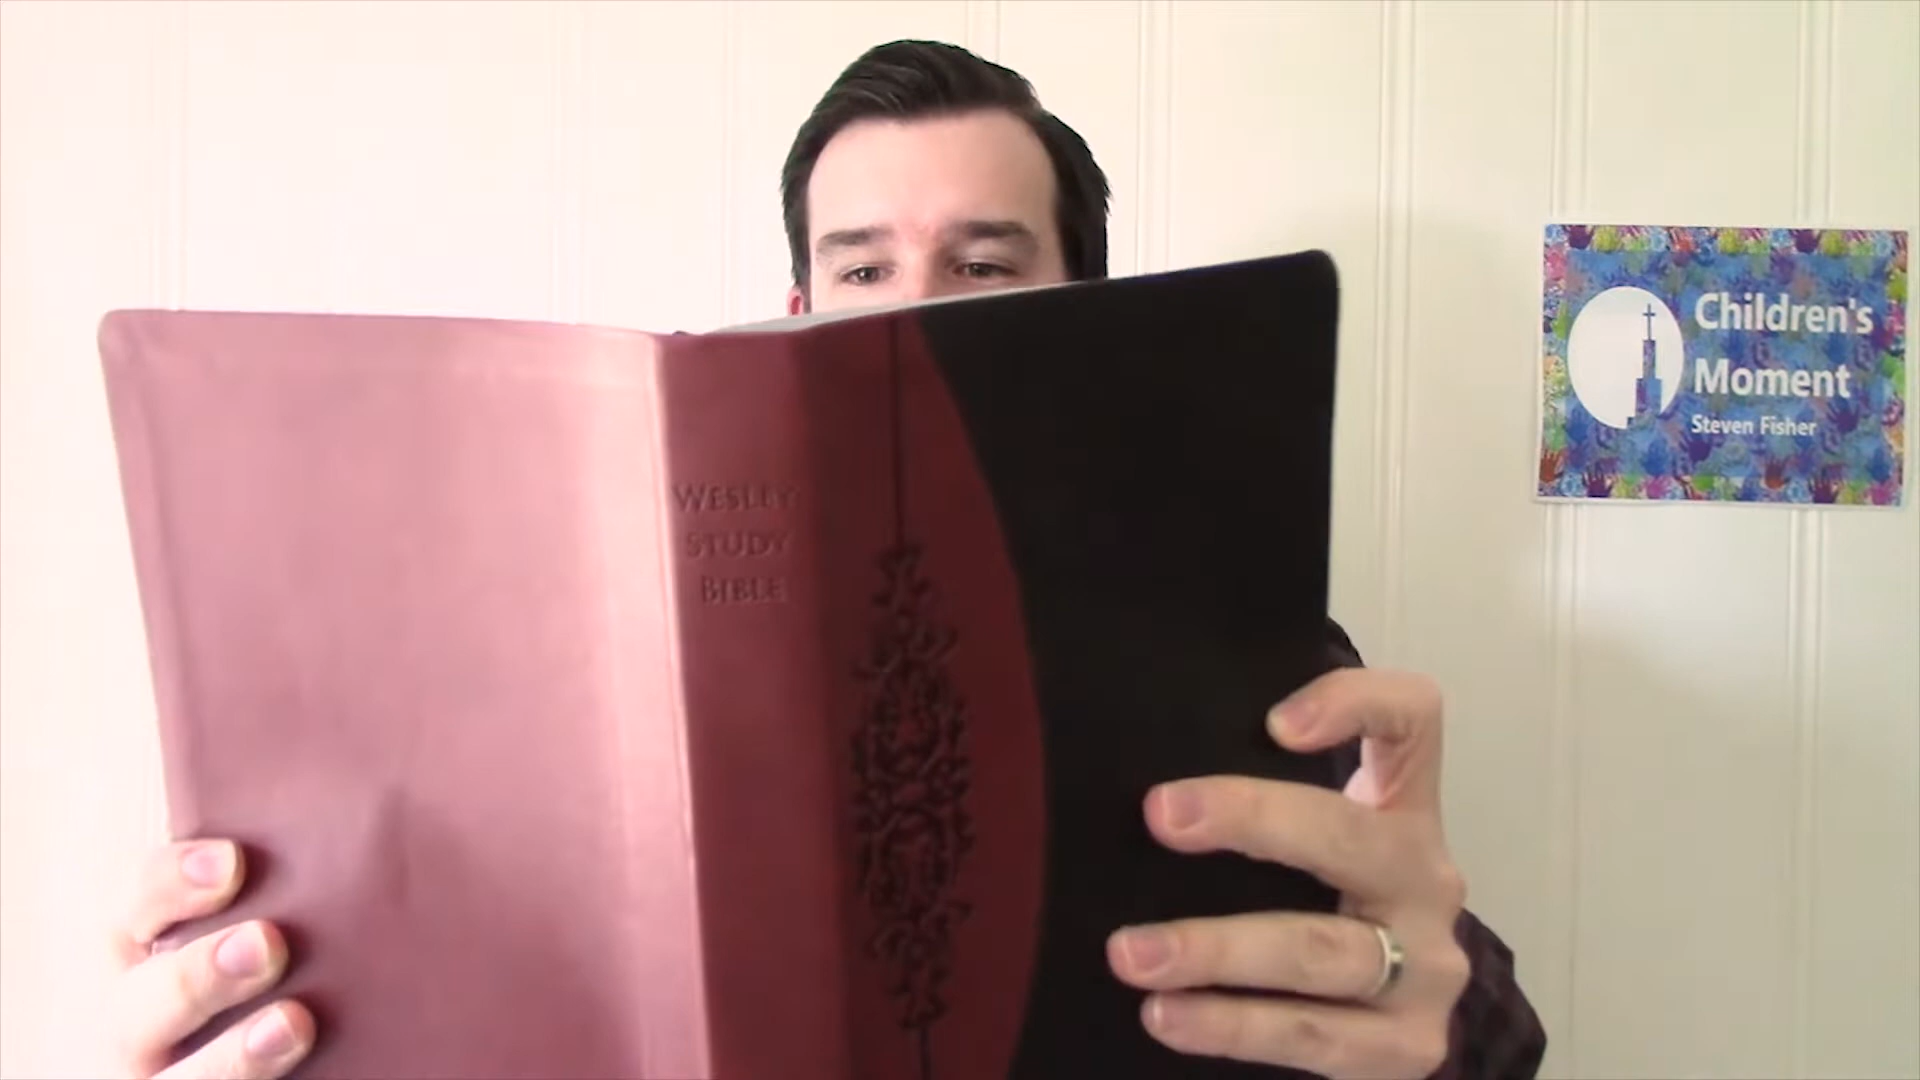 WESLEY
STUDY
BIBLE
Children's
Moment
Steven Fisher